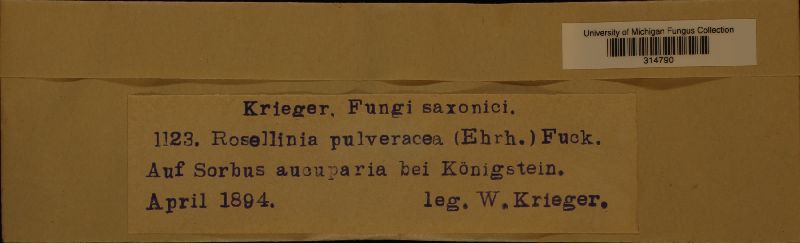 University of Michigan Fungus Collection
314790
Krieger, Fungi saxonici.
1123. Rosellinia pulveracea (Ehrh.) Fuck.
Auf Sorbus aucuparia bei Königstein.
April 1894. leg. W. Krieger.